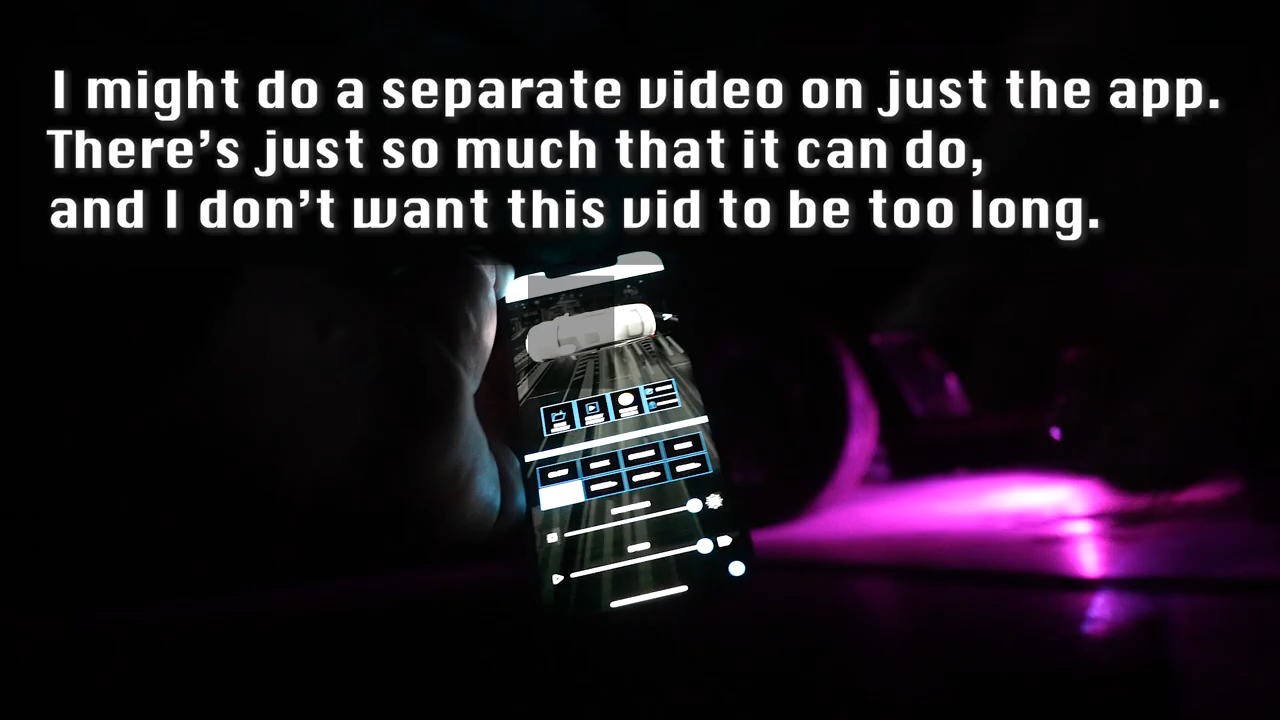 I might do a separate video on just the app.
There's just so much that it can do,
and I don't want this vid to be too long.